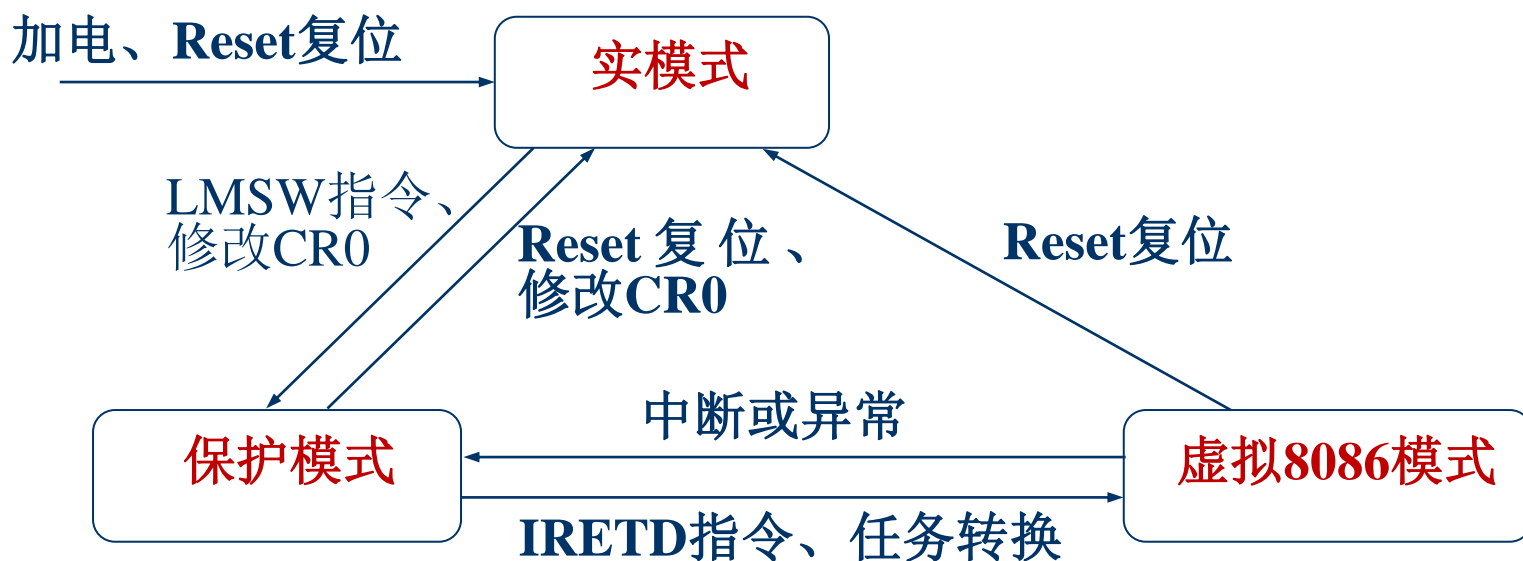 加电、Reset复位
实模式
LMSW指令、
修改CR0
Reset 复 位 、
修改CR0
Reset复位
中断或异常
保护模式
虚拟8086模式
IRETD指令、任务转换